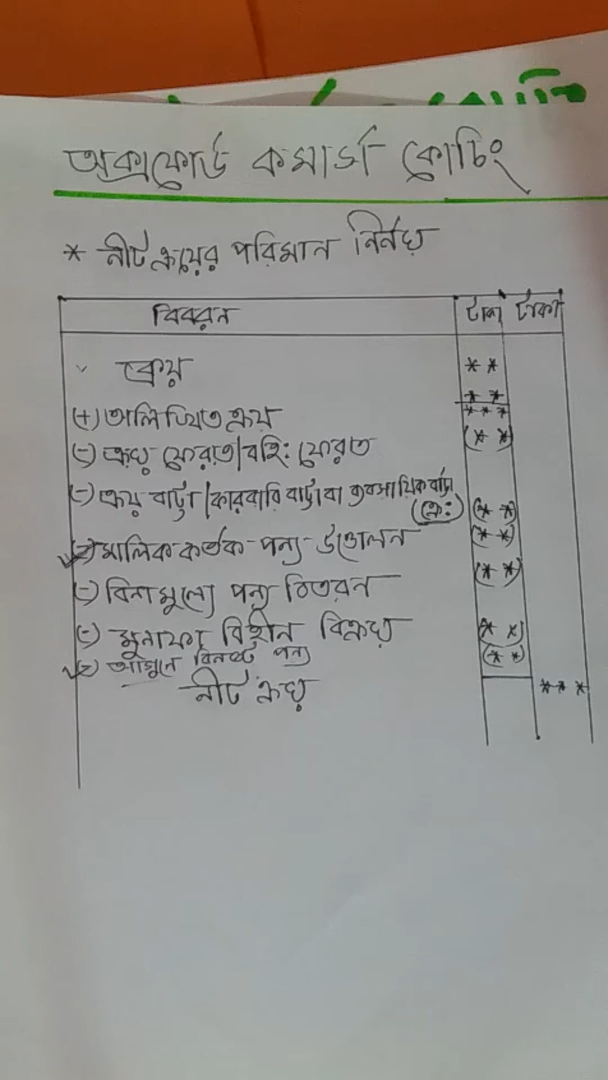 অক্সফোর্ড কমার্স কোচিং
* নীট ক্রয়ের পরিমান নির্নয়
বিবরন টাকা টাকা
ক্রয় * *
(+) অলিখিত ক্রয় * *
* * *
(-) ক্রয় ফেরত/বহি: ফেরত (* *)
(-) ক্রয় বাট্টা/কারবারি বাট্টা বা ব্যবসায়িক বাট্টা
(ক্রে:) (* *)
(-) মালিক কর্তৃক পন্য উত্তোলন (* *)
(-) বিনামূল্যে পন্য বিতরন (* *)
(-) মুনাফা বিহীন বিক্রয় (* *)
(-) আগুনে বিনষ্ট পন্য (* *)
নীট ক্রয় * * *